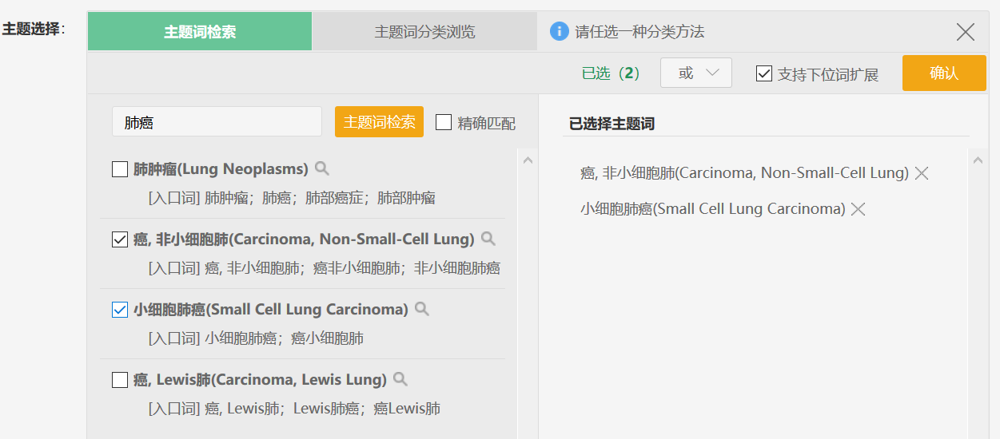 主题选择：
主题词检索 主题词分类浏览 请任选一种分类方法
已选（2） 或 支持下位词扩展 确认
肺癌 主题词检索 精确匹配
已选择主题词
肺肿瘤(Lung Neoplasms)
[入口词] 肺肿瘤；肺癌；肺部癌症；肺部肿瘤
癌, 非小细胞肺(Carcinoma, Non-Small-Cell Lung)
[入口词] 癌, 非小细胞肺；癌非小细胞肺；非小细胞肺癌
小细胞肺癌(Small Cell Lung Carcinoma)
[入口词] 小细胞肺癌；癌小细胞肺
癌, Lewis肺(Carcinoma, Lewis Lung)
[入口词] 癌, Lewis肺；Lewis肺癌；癌Lewis肺
癌, 非小细胞肺(Carcinoma, Non-Small-Cell Lung)
小细胞肺癌(Small Cell Lung Carcinoma)